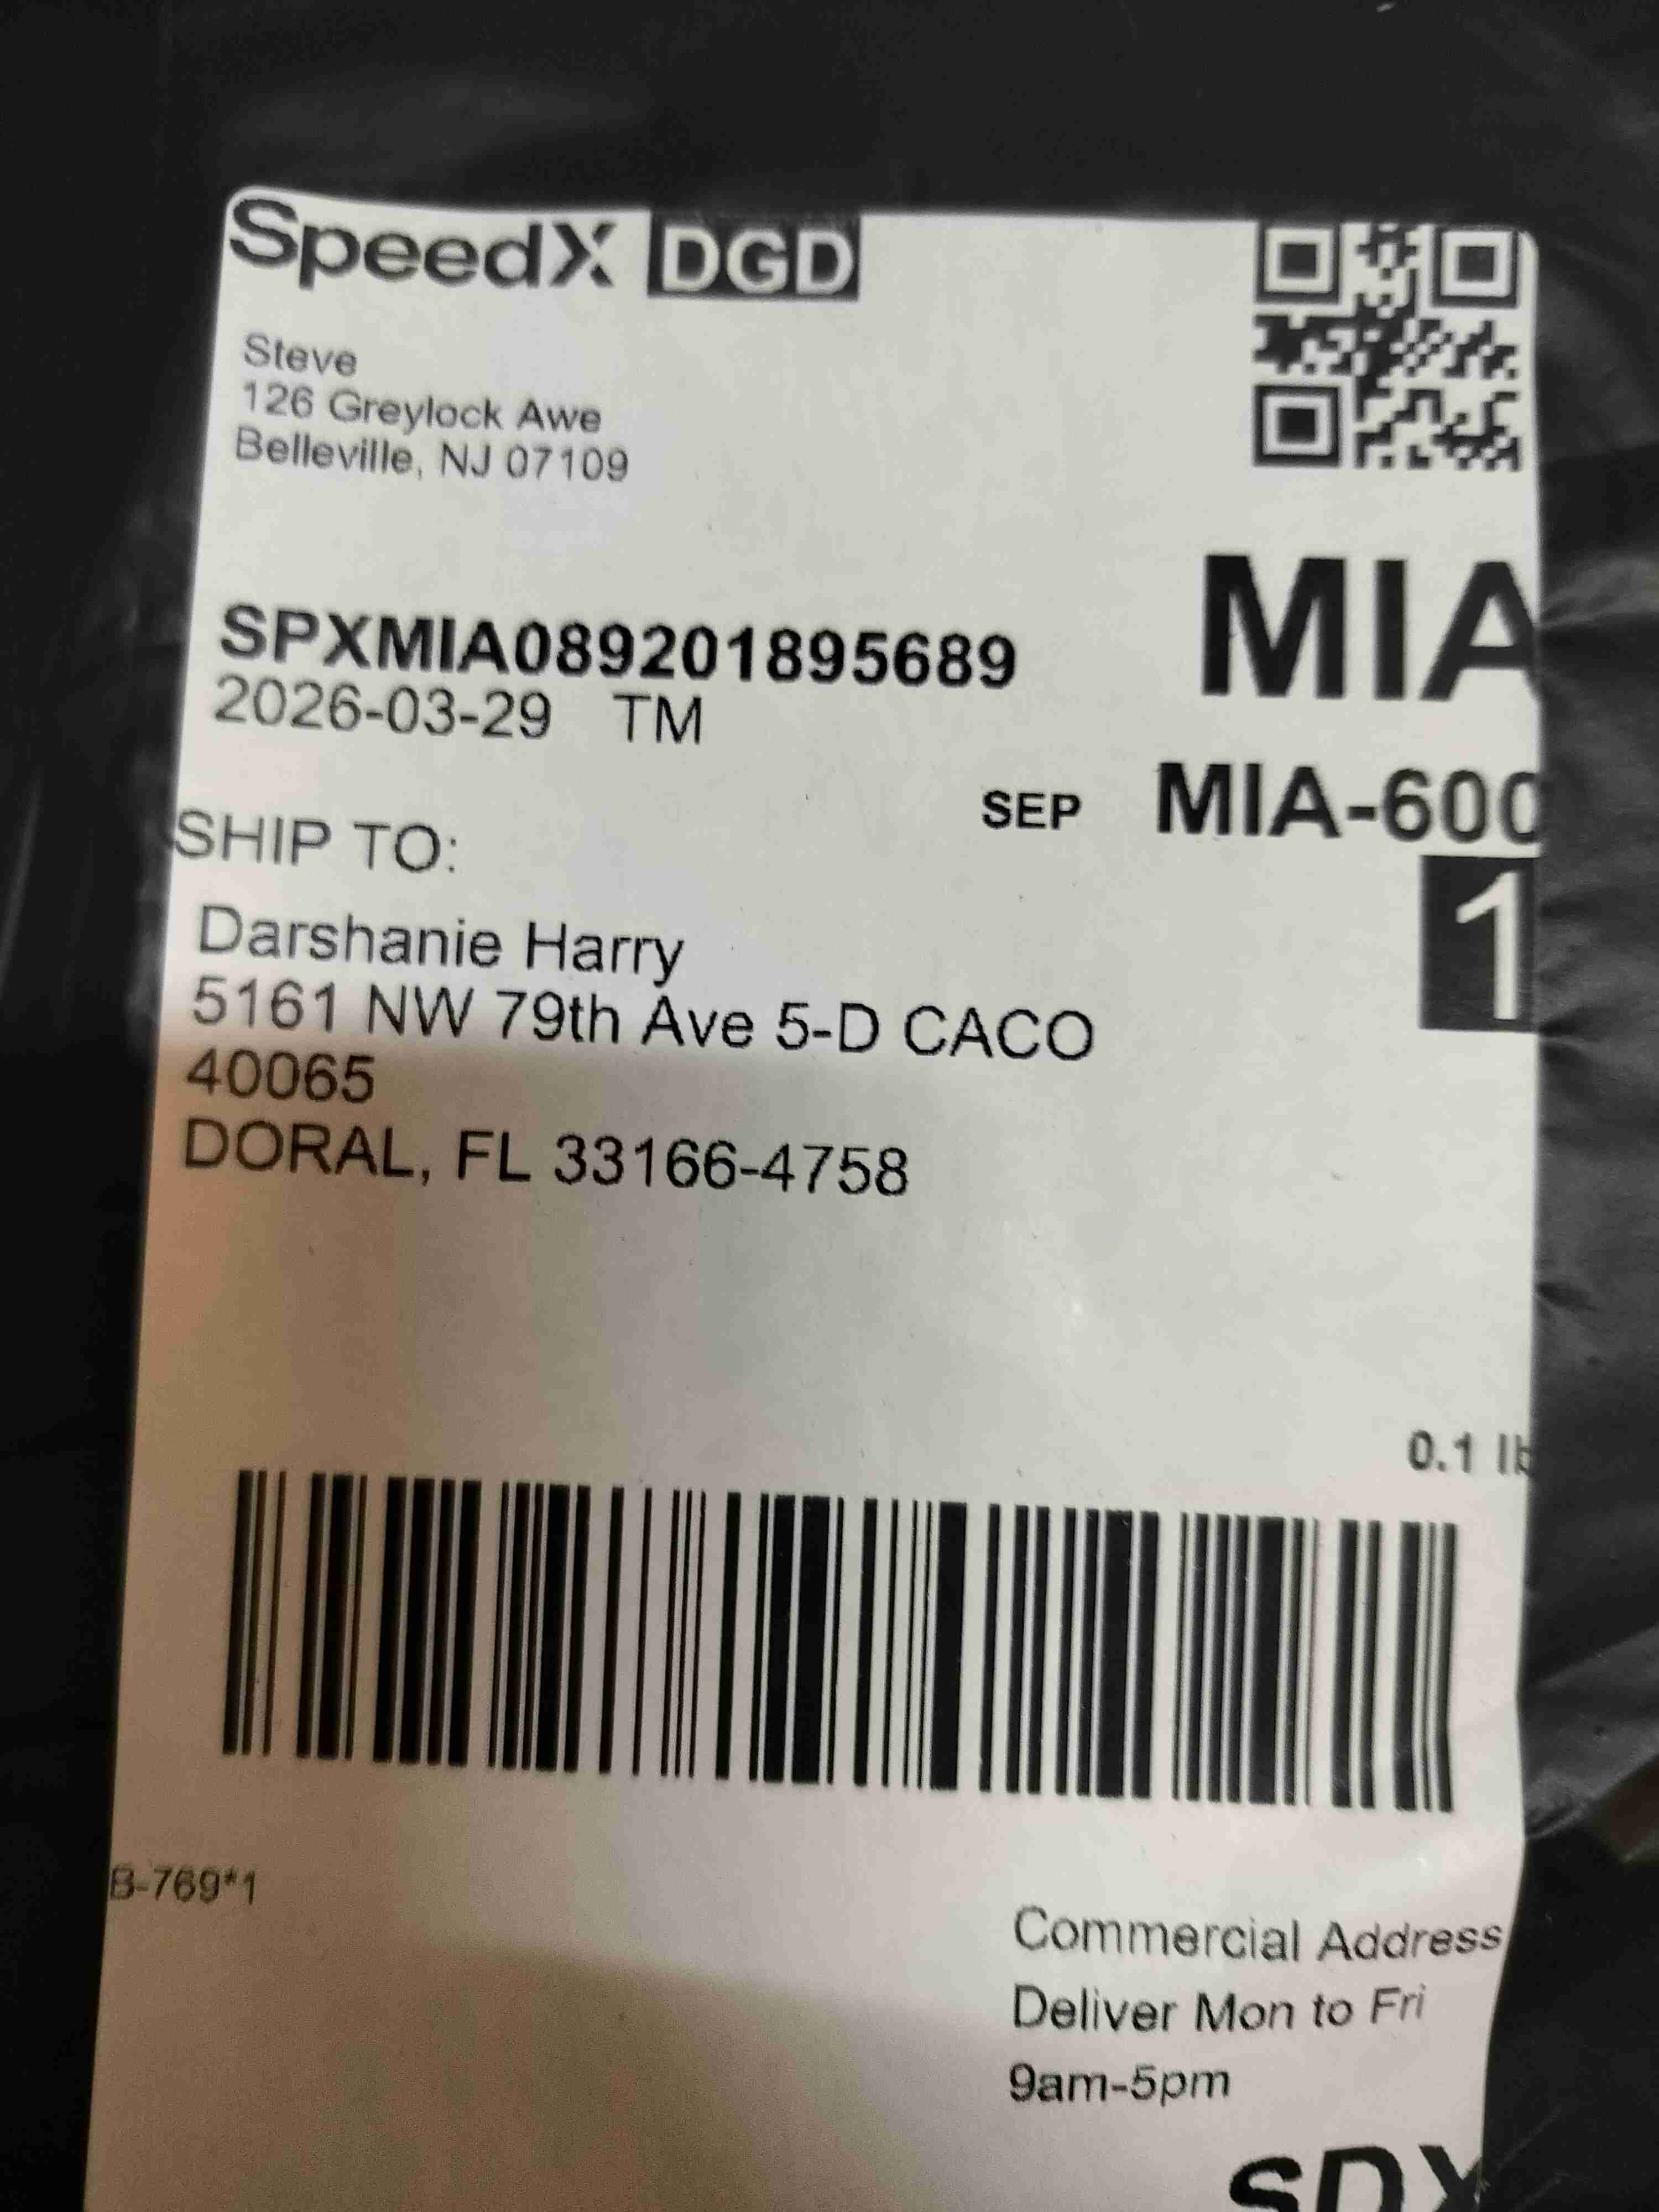 SpeedX DGD
Steve
126 Greylock Awe
Belleville, NJ 07109
SPXMIA089201895689
2026-03-29 TM
MIA
SEP MIA-600
1
SHIP TO:
Darshanie Harry
5161 NW 79th Ave 5-D CACO
40065
DORAL, FL 33166-4758
0.1 lb
B-769*1
Commercial Address
Deliver Mon to Fri
9am-5pm
SDX